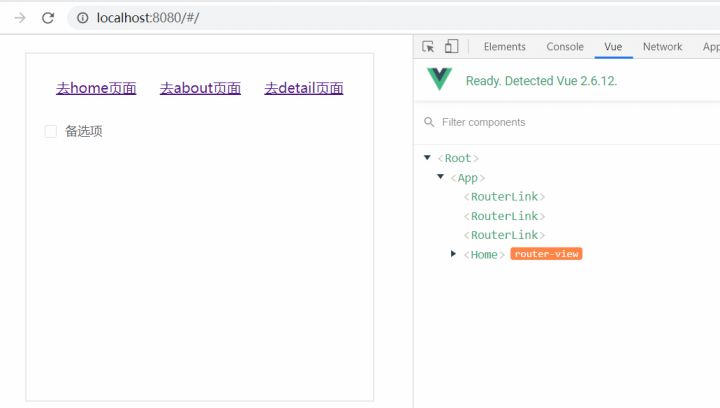 localhost:8080/#/
Elements Console Vue Network App
去home页面 去about页面 去detail页面
备选项
Ready. Detected Vue 2.6.12.
Filter components
<Root>
<App>
<RouterLink>
<RouterLink>
<RouterLink>
<Home> router-view